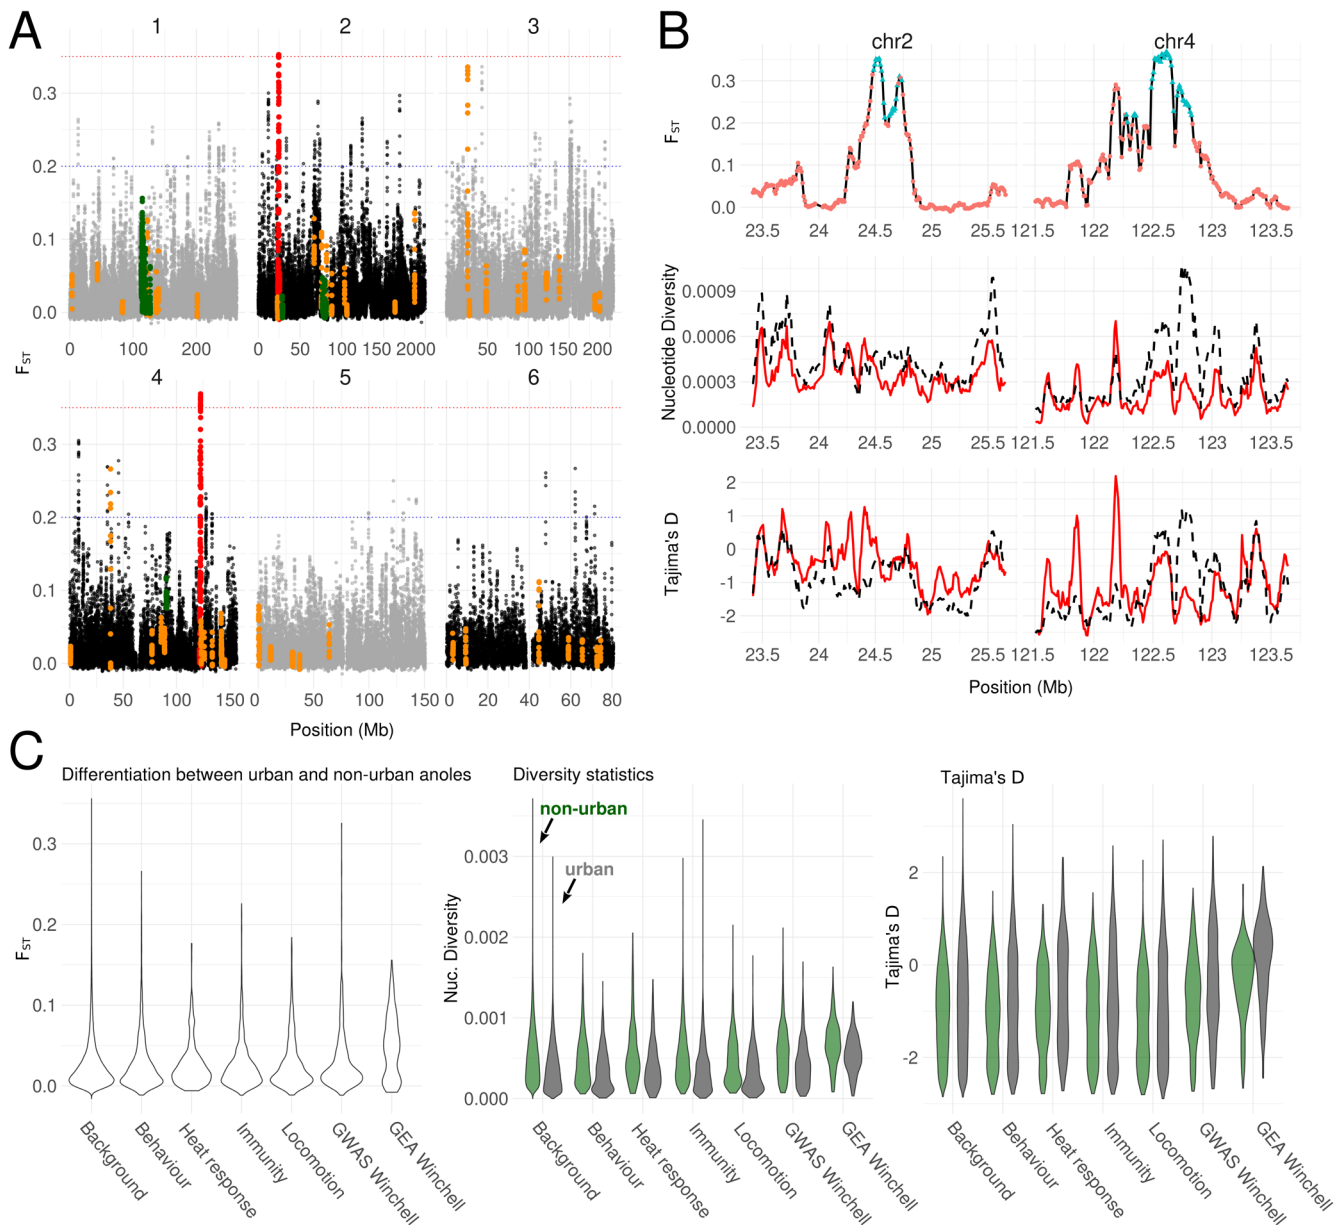 A
1 2 3
0.3
0.2
0.1
0.0
0 100 200 0 50 100 150 200 0 50 100 150 200
F_ST
4 5 6
0.3
0.2
0.1
0.0
0 50 100 150 0 50 100 150 0 20 40 60 80
Position (Mb)
B
chr2 chr4
F_ST
0.3
0.2
0.1
0.0
23.5 24 24.5 25 25.5 121.5 122 122.5 123 123.5
Nucleotide Diversity
0.0009
0.0006
0.0003
0.0000
23.5 24 24.5 25 25.5 121.5 122 122.5 123 123.5
Tajima's D
2
1
0
-1
-2
23.5 24 24.5 25 25.5 121.5 122 122.5 123 123.5
Position (Mb)
C
Differentiation between urban and non-urban anoles
F_ST
0.3
0.2
0.1
0.0
Background
Behaviour
Heat response
Immunity
Locomotion
GWAS Winchell
GEA Winchell
Diversity statistics
non-urban
urban
Nuc. Diversity
0.003
0.002
0.001
0.000
Background
Behaviour
Heat response
Immunity
Locomotion
GWAS Winchell
GEA Winchell
Tajima's D
Tajima's D
2
0
-2
Background
Behaviour
Heat response
Immunity
Locomotion
GWAS Winchell
GEA Winchell